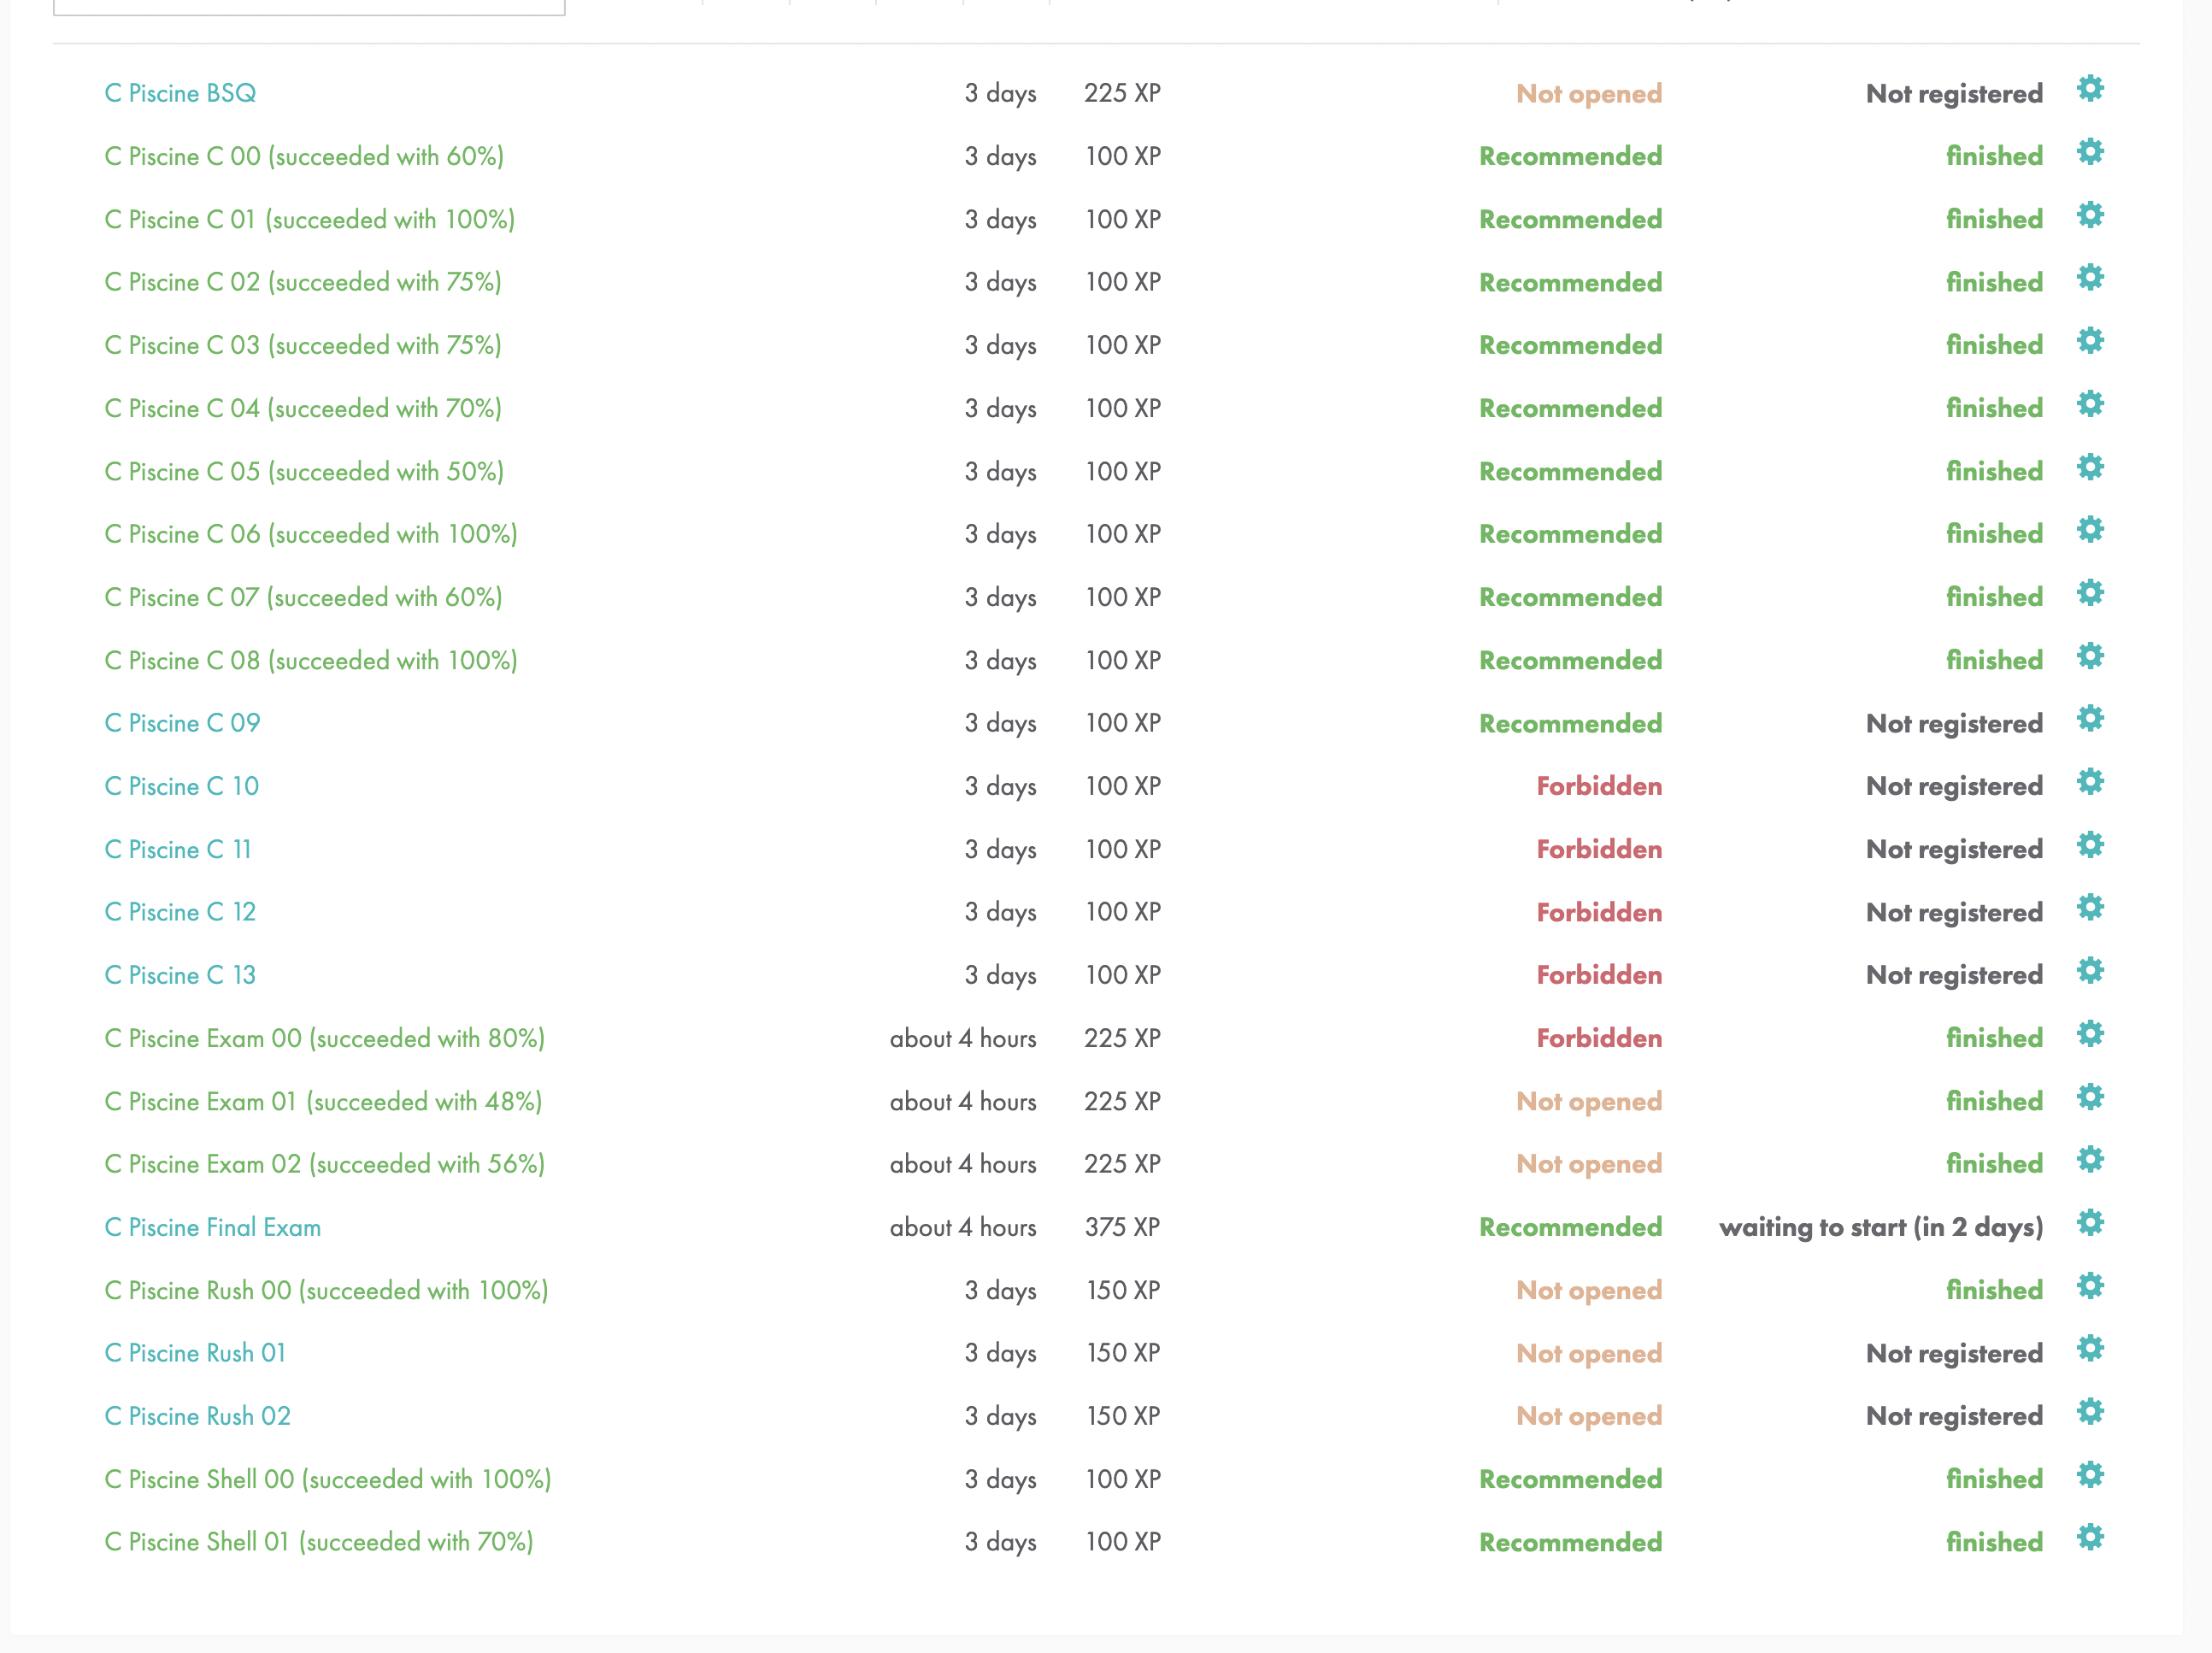 C Piscine BSQ 3 days 225 XP Not opened Not registered
C Piscine C 00 (succeeded with 60%) 3 days 100 XP Recommended finished
C Piscine C 01 (succeeded with 100%) 3 days 100 XP Recommended finished
C Piscine C 02 (succeeded with 75%) 3 days 100 XP Recommended finished
C Piscine C 03 (succeeded with 75%) 3 days 100 XP Recommended finished
C Piscine C 04 (succeeded with 70%) 3 days 100 XP Recommended finished
C Piscine C 05 (succeeded with 50%) 3 days 100 XP Recommended finished
C Piscine C 06 (succeeded with 100%) 3 days 100 XP Recommended finished
C Piscine C 07 (succeeded with 60%) 3 days 100 XP Recommended finished
C Piscine C 08 (succeeded with 100%) 3 days 100 XP Recommended finished
C Piscine C 09 3 days 100 XP Recommended Not registered
C Piscine C 10 3 days 100 XP Forbidden Not registered
C Piscine C 11 3 days 100 XP Forbidden Not registered
C Piscine C 12 3 days 100 XP Forbidden Not registered
C Piscine C 13 3 days 100 XP Forbidden Not registered
C Piscine Exam 00 (succeeded with 80%) about 4 hours 225 XP Forbidden finished
C Piscine Exam 01 (succeeded with 48%) about 4 hours 225 XP Not opened finished
C Piscine Exam 02 (succeeded with 56%) about 4 hours 225 XP Not opened finished
C Piscine Final Exam about 4 hours 375 XP Recommended waiting to start (in 2 days)
C Piscine Rush 00 (succeeded with 100%) 3 days 150 XP Not opened finished
C Piscine Rush 01 3 days 150 XP Not opened Not registered
C Piscine Rush 02 3 days 150 XP Not opened Not registered
C Piscine Shell 00 (succeeded with 100%) 3 days 100 XP Recommended finished
C Piscine Shell 01 (succeeded with 70%) 3 days 100 XP Recommended finished